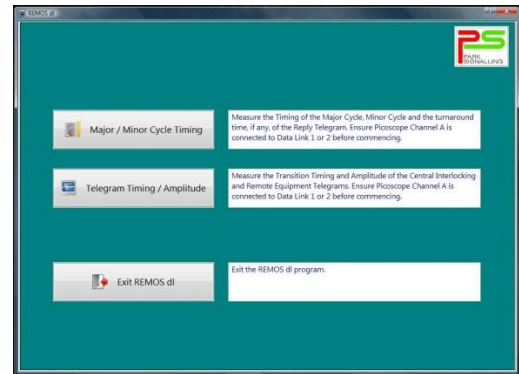 REMOS dl
PS
PARK
SIGNALLING
Major / Minor Cycle Timing
Measure the Timing of the Major Cycle, Minor Cycle and the turnaround
time, if any, of the Reply Telegram. Ensure Picoscope Channel A is
connected to Data Link 1 or 2 before commencing.
Telegram Timing / Amplitude
Measure the Transition Timing and Amplitude of the Central Interlocking
and Remote Equipment Telegrams. Ensure Picoscope Channel A is
connected to Data Link 1 or 2 before commencing.
Exit REMOS dl
Exit the REMOS dl program.